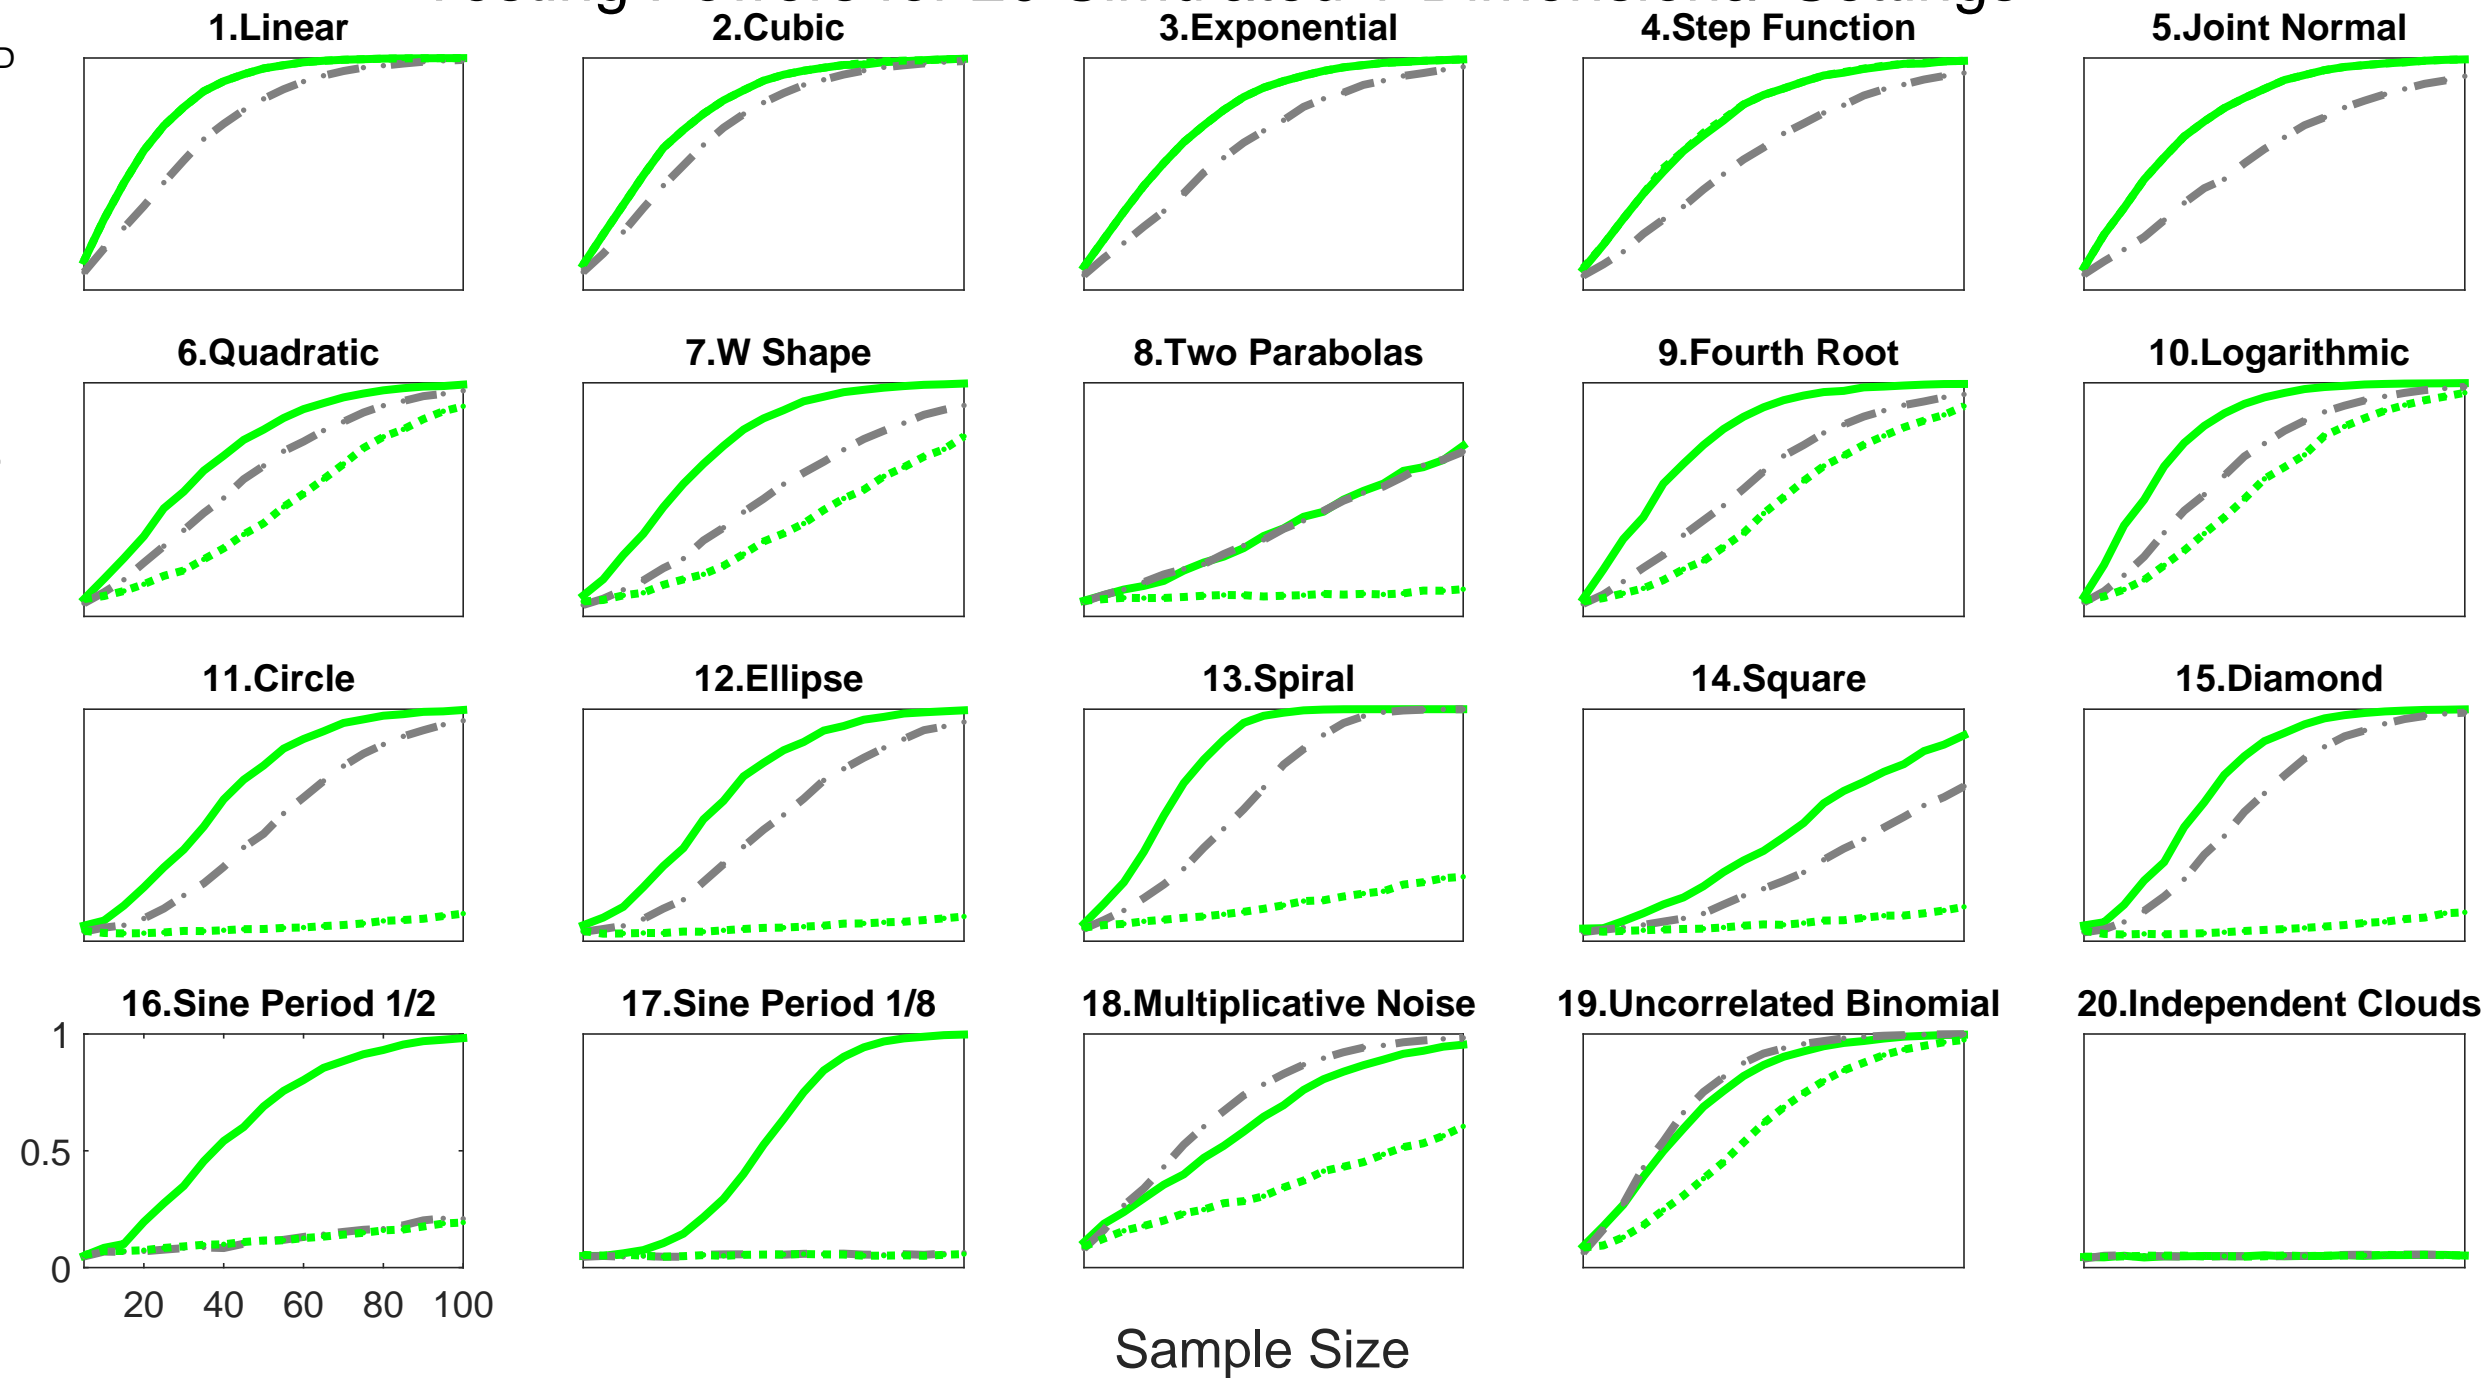 1.Linear
2.Cubic
3.Exponential
4.Step Function
5.Joint Normal
D
6.Quadratic
7.W Shape
8.Two Parabolas
9.Fourth Root
10.Logarithmic
11.Circle
12.Ellipse
13.Spiral
14.Square
15.Diamond
16.Sine Period 1/2
17.Sine Period 1/8
18.Multiplicative Noise
19.Uncorrelated Binomial
20.Independent Clouds
1
0.5
0
20 40 60 80 100
Sample Size